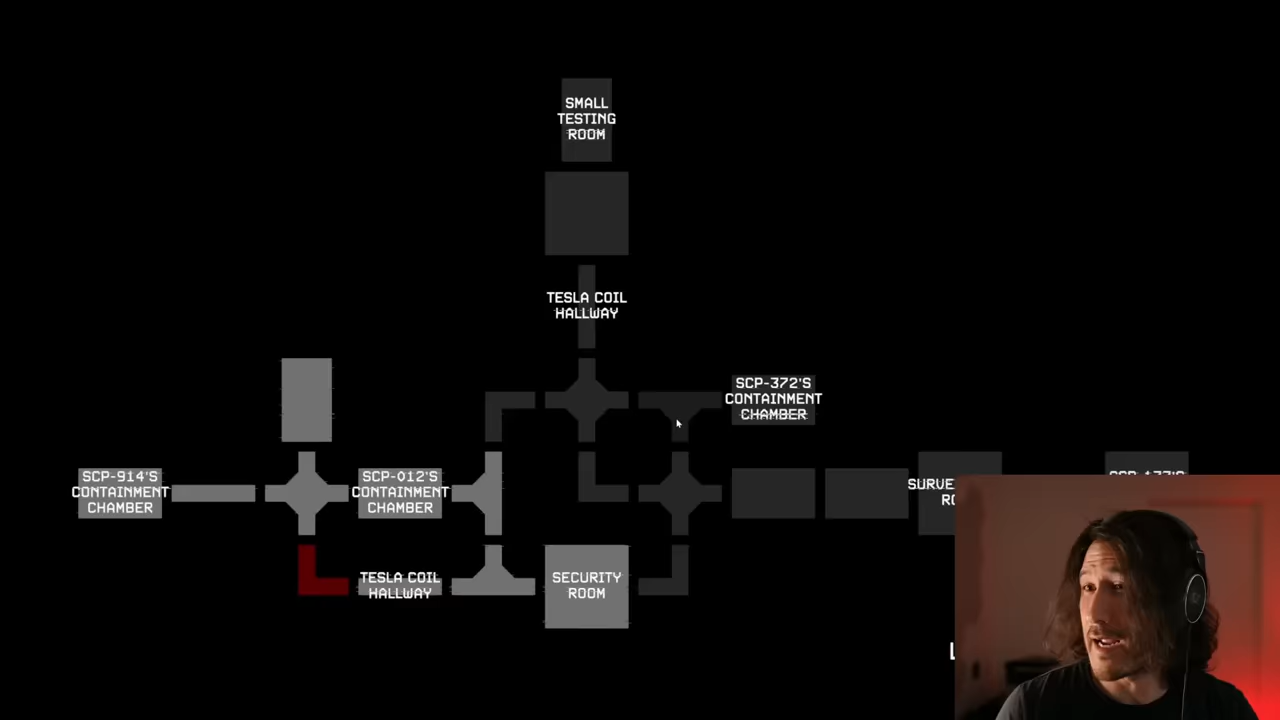 SMALL
TESTING
ROOM
TESLA COIL
HALLWAY
SCP-372'S
CONTAINMENT
CHAMBER
SCP-914'S
CONTAINMENT
CHAMBER
SCP-012'S
CONTAINMENT
CHAMBER
TESLA COIL
HALLWAY
SECURITY
ROOM